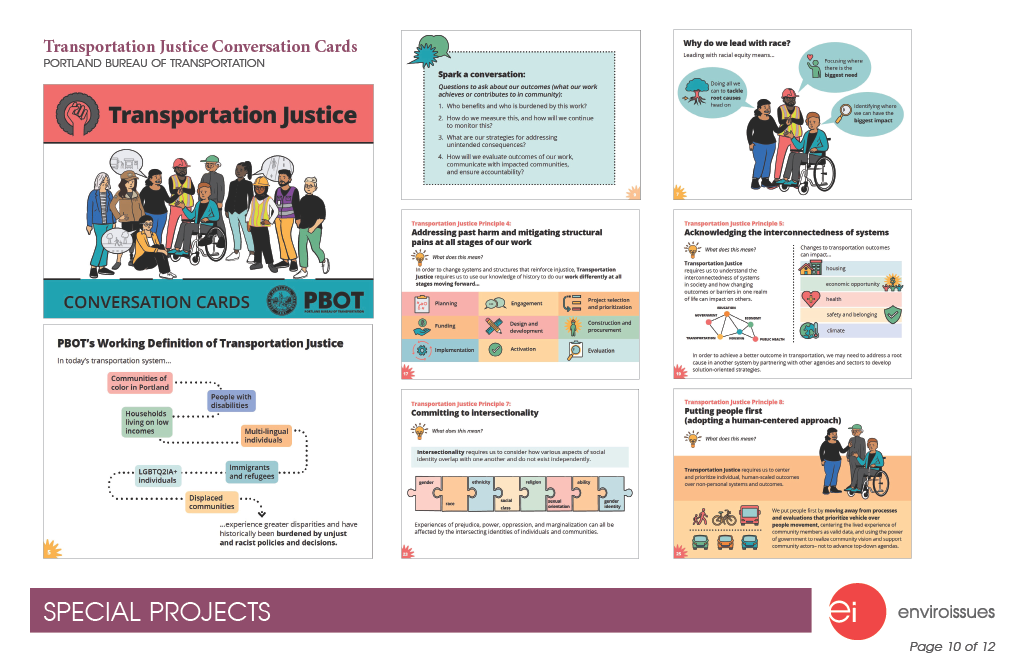 Transportation Justice Conversation Cards
PORTLAND BUREAU OF TRANSPORTATION
Transportation Justice
CONVERSATION CARDS
PBOT
PORTLAND BUREAU OF TRANSPORTATION
PBOT's Working Definition of Transportation Justice
In today's transportation system...
Communities of
color in Portland
People with
disabilities
Households
living on low
incomes
Multi-lingual
individuals
Immigrants
and refugees
LGBTQ2IA+
individuals
Displaced
communities
...experience greater disparities and have
historically been burdened by unjust
and racist policies and decisions.
5
Spark a conversation:
Questions to ask about our outcomes (what our work
achieves or contributes to in community):
1. Who benefits and who is burdened by this work?
2. How do we measure this, and how will we continue
to monitor this?
3. What are our strategies for addressing
unintended consequences?
4. How will we evaluate outcomes of our work,
communicate with impacted communities,
and ensure accountability?
Transportation Justice Principle 4:
Addressing past harm and mitigating structural
pains at all stages of our work
What does this mean?
In order to change systems and structures that reinforce injustice, Transportation
Justice requires us to use our knowledge of history to do our work differently at all
stages moving forward...
Planning
Engagement
Project selection
and prioritization
Funding
Design and
development
Construction and
procurement
Implementation
Activation
Evaluation
17
Transportation Justice Principle 7:
Committing to intersectionality
What does this mean?
Intersectionality requires us to consider how various aspects of social
identity overlap with one another and do not exist independently.
gender
race
ethnicity
social
class
religion
sexual
orientation
ability
gender
identity
Experiences of prejudice, power, oppression, and marginalization can all be
affected by the intersecting identities of individuals and communities.
Why do we lead with race?
Leading with racial equity means...
Doing all we
can to tackle
root causes
head on
Focusing where
there is the
biggest need
Identifying where
we can have the
biggest impact
Transportation Justice Principle 5:
Acknowledging the interconnectedness of systems
What does this mean?
Transportation Justice
requires us to understand the
interconnectedness of systems
in society and how changing
outcomes or barriers in one realm
of life can impact on others.
EDUCATION
GOVERNMENT
ECONOMY
TRANSPORTATION
HOUSING
PUBLIC HEALTH
Changes to transportation outcomes
can impact...
housing
economic opportunity
health
safety and belonging
climate
In order to achieve a better outcome in transportation, we may need to address a root
cause in another system by partnering with other agencies and sectors to develop
solution-oriented strategies.
19
Transportation Justice Principle 8:
Putting people first
(adopting a human-centered approach)
What does this mean?
Transportation Justice requires us to center
and prioritize individual, human-scaled outcomes
over non-personal systems and outcomes.
We put people first by moving away from processes
and evaluations that prioritize vehicle over
people movement, centering the lived experience of
community members as valid data, and using the power
of government to realize community vision and support
community actors– not to advance top-down agendas.
25
SPECIAL PROJECTS
ei
enviroissues
Page 10 of 12